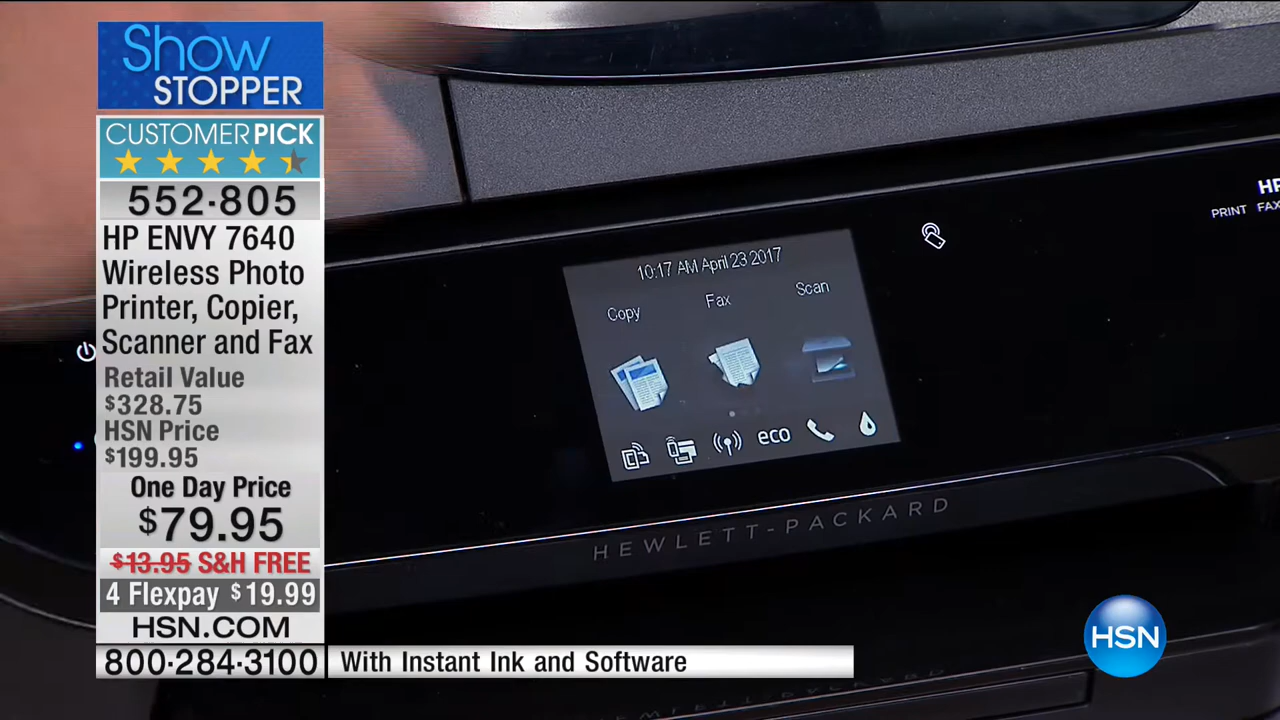 Show
STOPPER
CUSTOMERPICK
552·805
HP ENVY 7640
Wireless Photo
Printer, Copier,
Scanner and Fax
Retail Value
$328.75
HSN Price
$199.95
One Day Price
$79.95
$13.95 S&H FREE
4 Flexpay $19.99
HSN.COM
800·284·3100
With Instant Ink and Software
10:17 AM April 23 2017
Copy
Fax
Scan
eco
HEWLETT-PACKARD
HP
PRINT FAX
HSN
HEWLETT-PACKARD